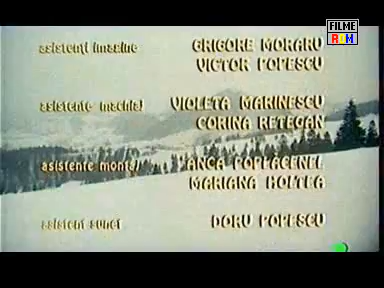 FILME
ROM
asistenți imagine GRIGORE MORARU
VICTOR POPESCU
asistente machiaj VIOLETA MARINESCU
CORINA RETEGAN
asistente montaj ANCA POPLACENEL
MARIANA HOLTEA
asistent sunet DORU POPESCU